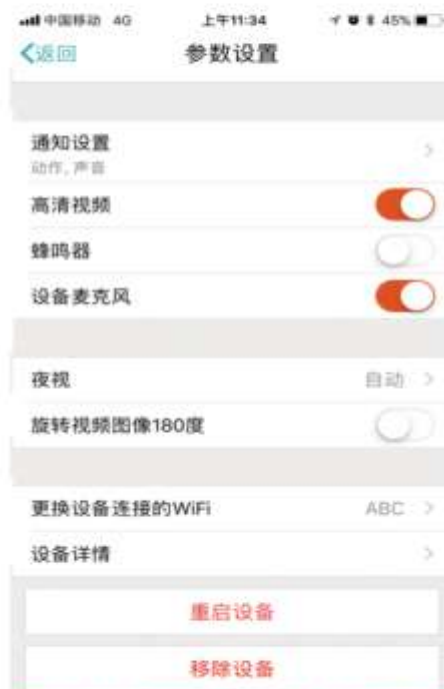 中国移动 4G 上午11:34 45%
返回 参数设置
通知设置
动作, 声音
高清视频
蜂鸣器
设备麦克风
夜视 自动
旋转视频图像180度
更换设备连接的WiFi ABC
设备详情
重启设备
移除设备